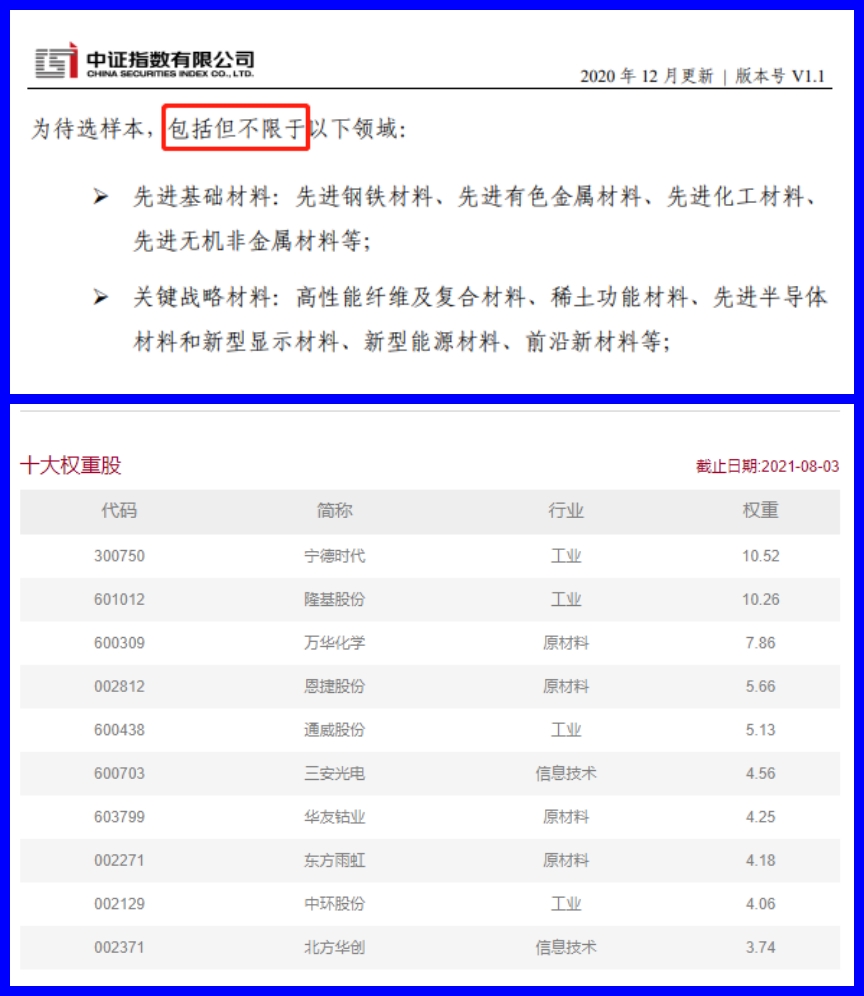 中证指数有限公司
CHINA SECURITIES INDEX CO., LTD.
2020 年 12 月更新 | 版本号 V1.1
为待选样本，包括但不限于以下领域：
➢ 先进基础材料：先进钢铁材料、先进有色金属材料、先进化工材料、
先进无机非金属材料等；
➢ 关键战略材料：高性能纤维及复合材料、稀土功能材料、先进半导体
材料和新型显示材料、新型能源材料、前沿新材料等；
十大权重股 截止日期:2021-08-03
代码 简称 行业 权重
300750 宁德时代 工业 10.52
601012 隆基股份 工业 10.26
600309 万华化学 原材料 7.86
002812 恩捷股份 原材料 5.66
600438 通威股份 工业 5.13
600703 三安光电 信息技术 4.56
603799 华友钴业 原材料 4.25
002271 东方雨虹 原材料 4.18
002129 中环股份 工业 4.06
002371 北方华创 信息技术 3.74